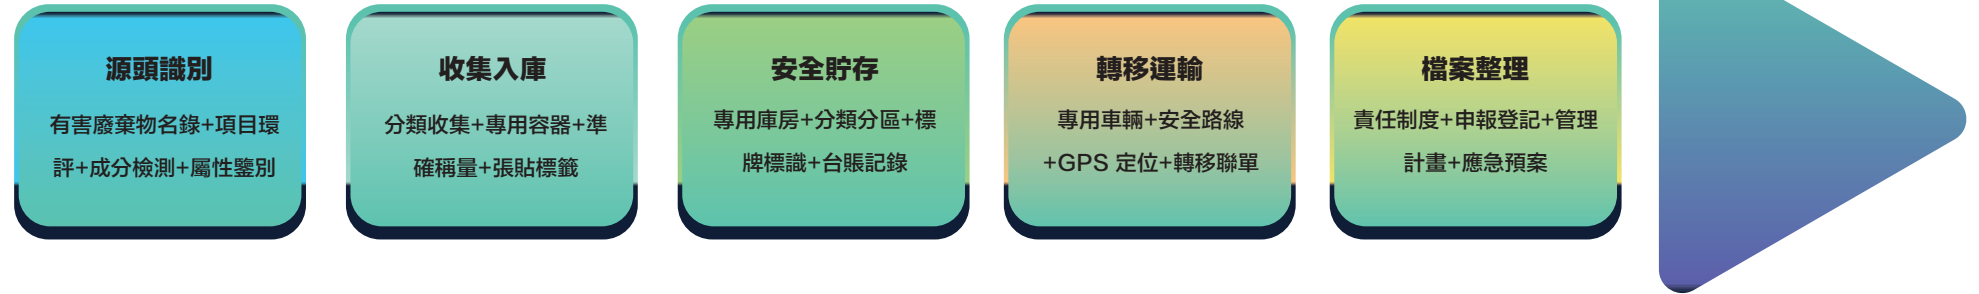 源頭識別
有害廢棄物名錄+項目環
評+成分檢測+屬性鑒別
收集入庫
分類收集+專用容器+準
確稱量+張貼標籤
安全貯存
專用庫房+分類分區+標
牌標識+台賬記錄
轉移運輸
專用車輛+安全路線
+GPS 定位+轉移聯單
檔案整理
責任制度+申報登記+管理
計畫+應急預案